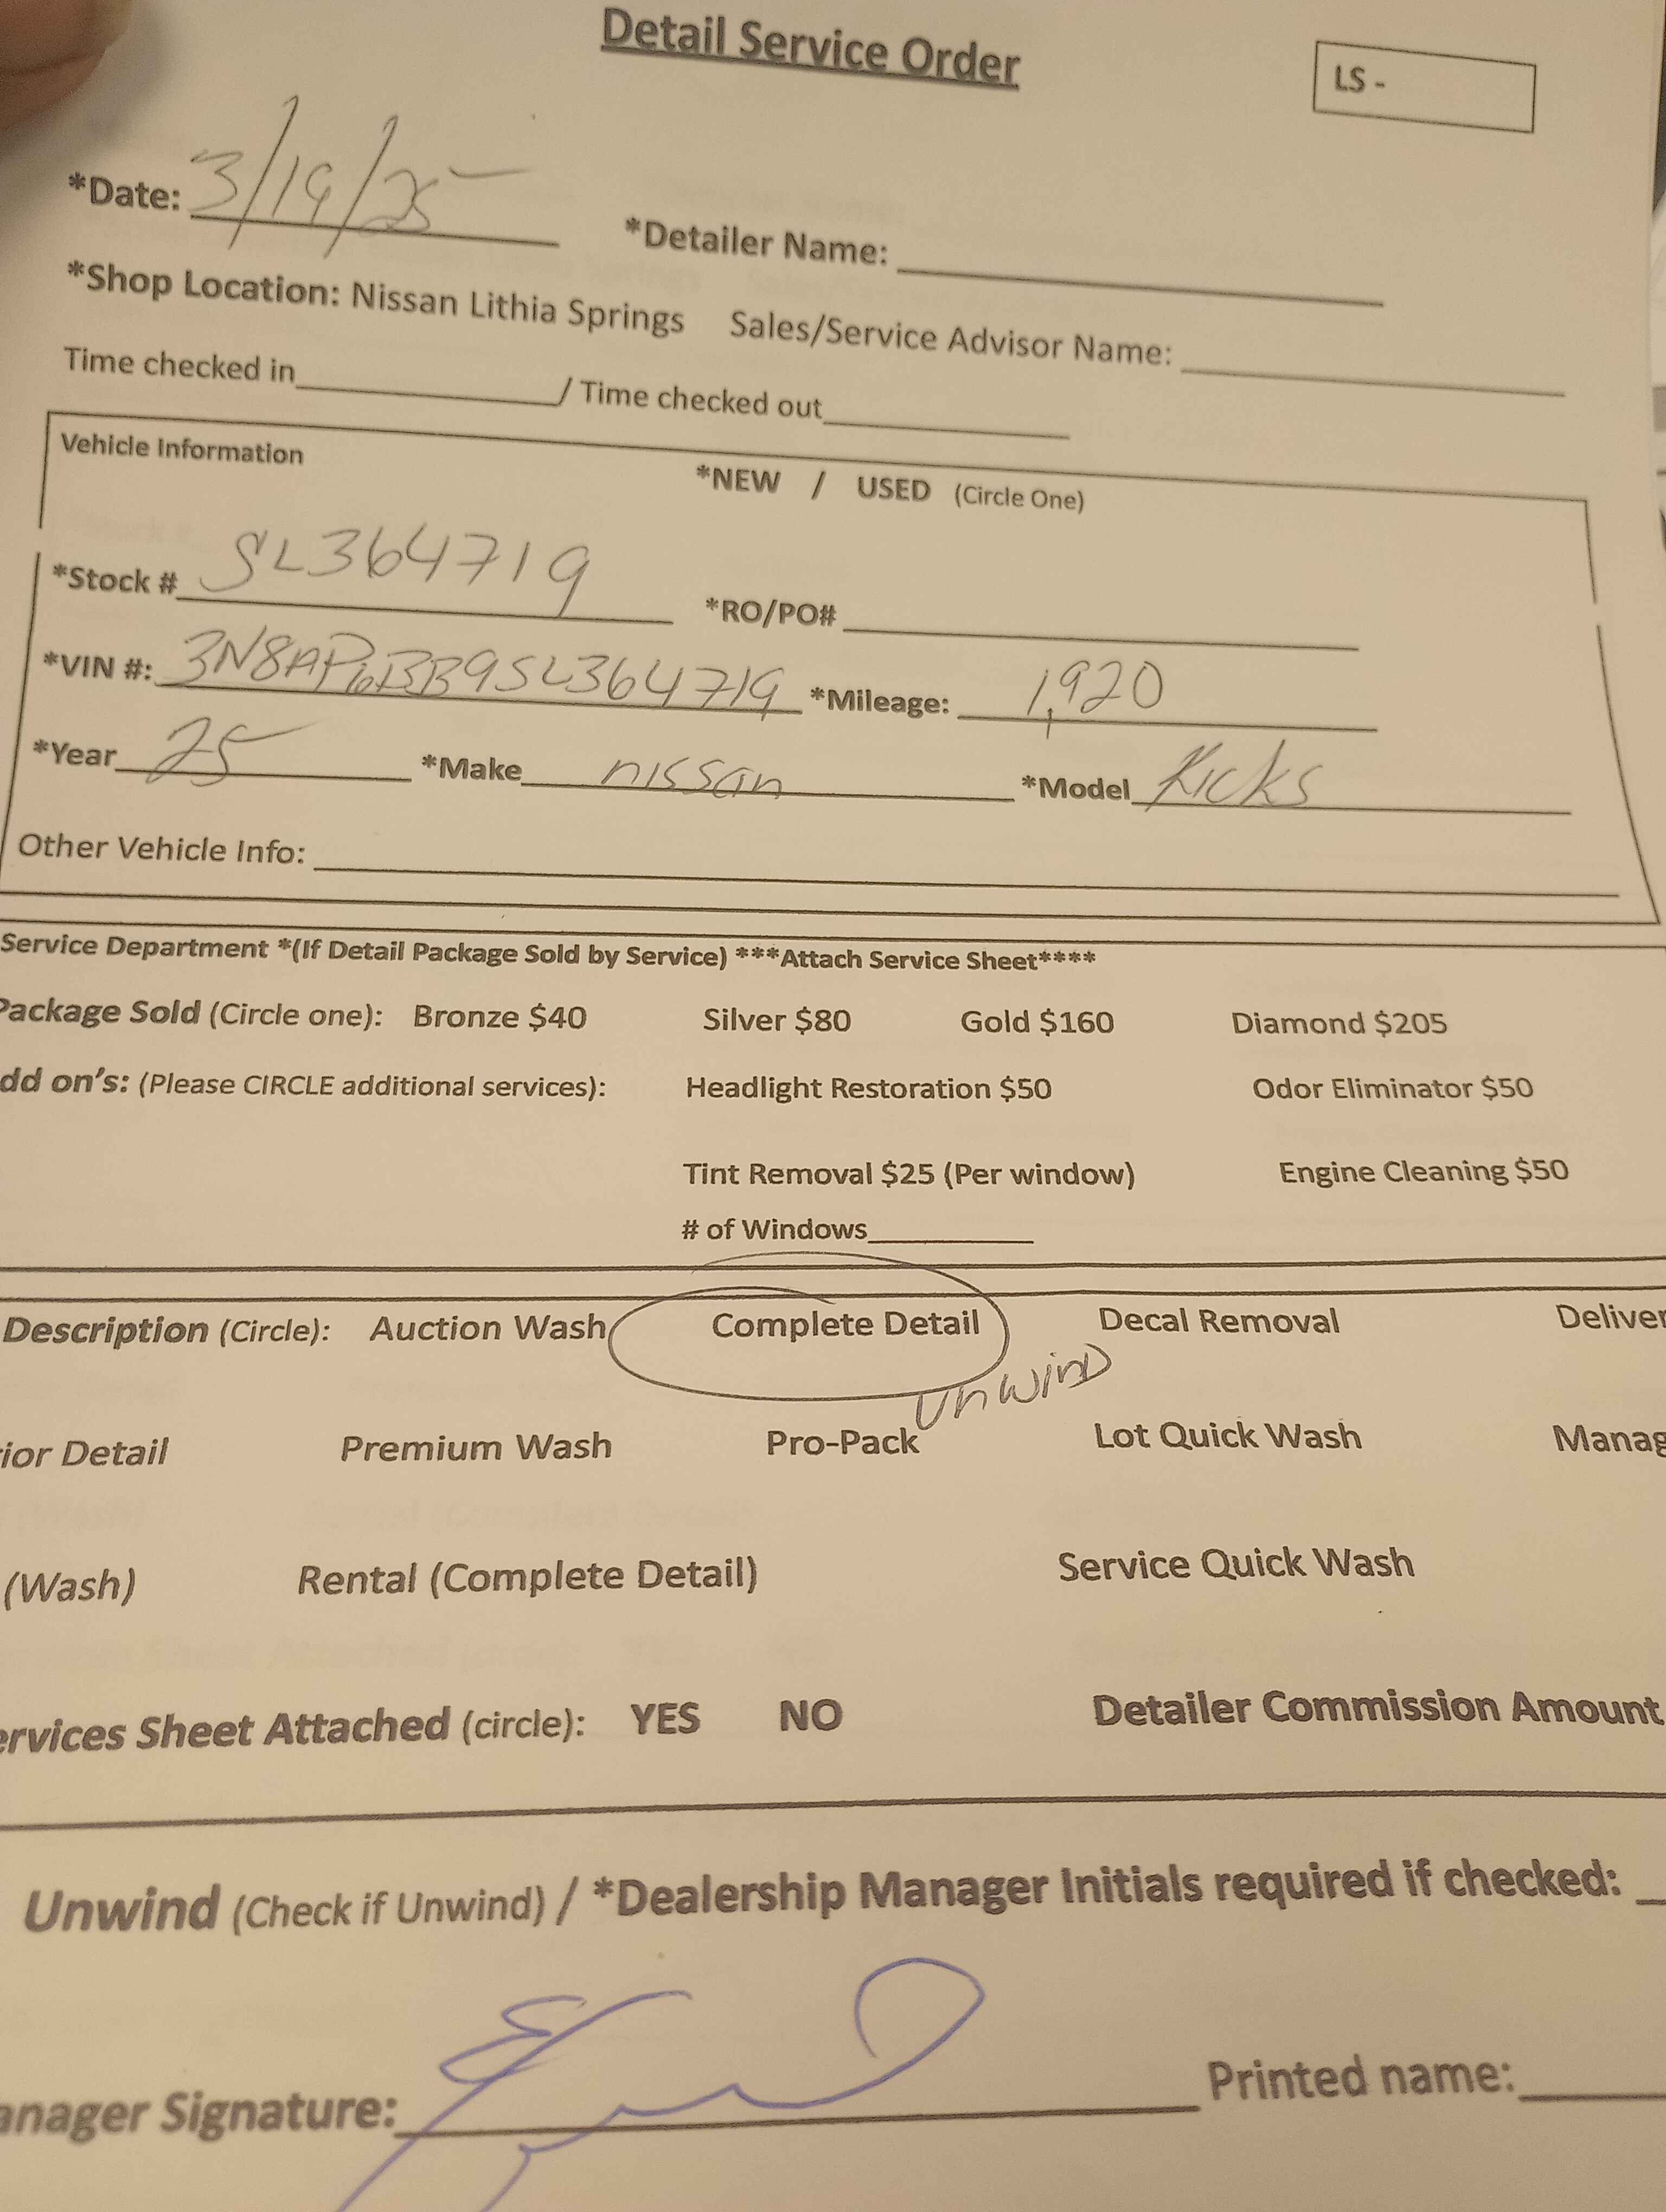 Detail Service Order
LS -
*Date: 3/19/25 *Detailer Name:
*Shop Location: Nissan Lithia Springs Sales/Service Advisor Name:
Time checked in / Time checked out
Vehicle Information *NEW / USED (Circle One)
*Stock # SL364719 *RO/PO#
*VIN #: 3N8AP6BB9SL364719 *Mileage: 1,920
*Year 25 *Make nissan *Model Kicks
Other Vehicle Info:
Service Department *(If Detail Package Sold by Service) ***Attach Service Sheet****
Package Sold (Circle one): Bronze $40 Silver $80 Gold $160 Diamond $205
dd on's: (Please CIRCLE additional services): Headlight Restoration $50 Odor Eliminator $50
Tint Removal $25 (Per window) Engine Cleaning $50
# of Windows
Description (Circle): Auction Wash Complete Detail Decal Removal Deliver
unwind
ior Detail Premium Wash Pro-Pack Lot Quick Wash Manag
(Wash) Rental (Complete Detail) Service Quick Wash
ervices Sheet Attached (circle): YES NO Detailer Commission Amount
Unwind (Check if Unwind) / *Dealership Manager Initials required if checked:
anager Signature: Printed name: